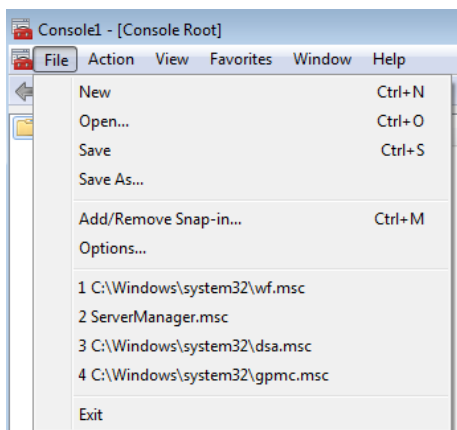 Console1 - [Console Root]
File Action View Favorites Window Help
New Ctrl+N
Open... Ctrl+O
Save Ctrl+S
Save As...
Add/Remove Snap-in... Ctrl+M
Options...
1 C:\Windows\system32\wf.msc
2 ServerManager.msc
3 C:\Windows\system32\dsa.msc
4 C:\Windows\system32\gpmc.msc
Exit